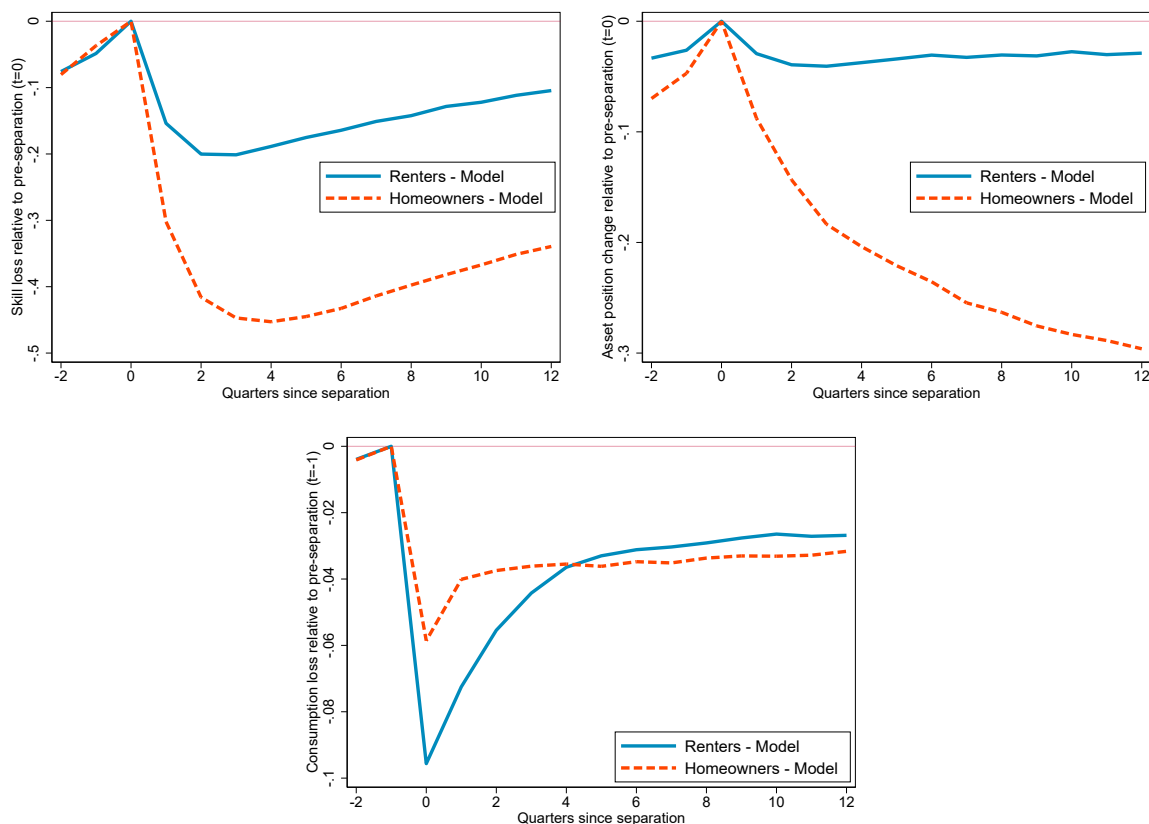 Skill loss relative to pre-separation (t=0)
0
-.1
-.2
-.3
-.4
-.5
Renters - Model
Homeowners - Model
-2 0 2 4 6 8 10 12
Quarters since separation
Asset position change relative to pre-separation (t=0)
0
-.1
-.2
-.3
Renters - Model
Homeowners - Model
-2 0 2 4 6 8 10 12
Quarters since separation
Consumption loss relative to pre-separation (t=-1)
0
-.02
-.04
-.06
-.08
-.1
Renters - Model
Homeowners - Model
-2 0 2 4 6 8 10 12
Quarters since separation